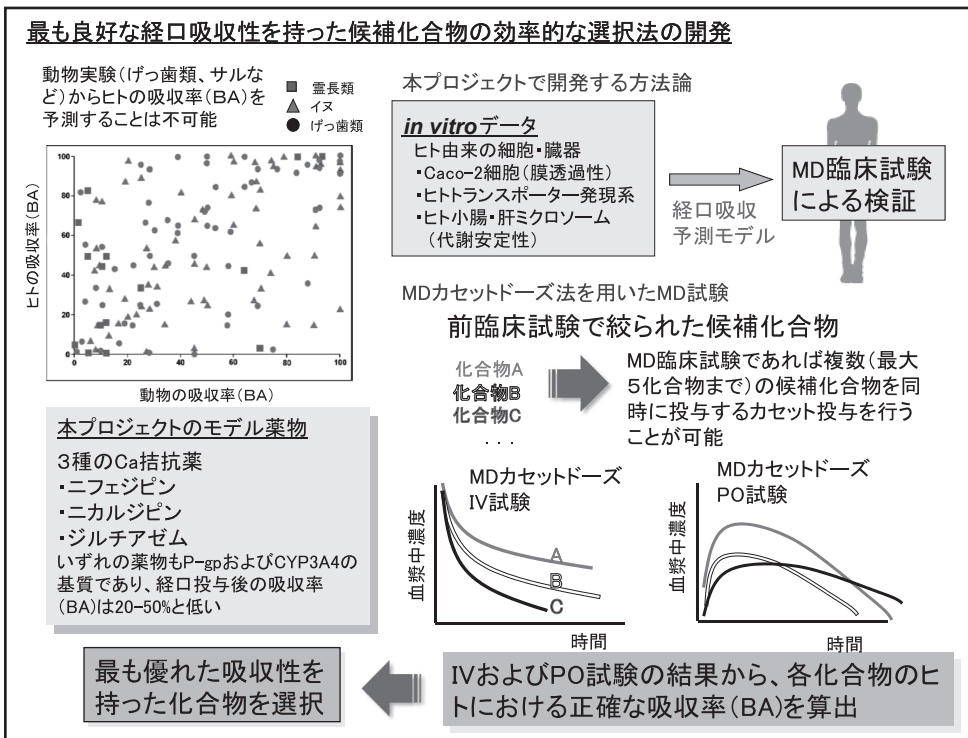 最も良好な経口吸収性を持った候補化合物の効率的な選択法の開発
動物実験(げっ歯類、サルな
ど)からヒトの吸収率(BA)を
予測することは不可能
霊長類
イヌ
げっ歯類
ヒトの吸収率(BA)
100
80
60
40
20
0
0
20
40
60
80
100
動物の吸収率(BA)
本プロジェクトのモデル薬物
3種のCa拮抗薬
・ニフェジピン
・ニカルジピン
・ジルチアゼム
いずれの薬物もP-gpおよびCYP3A4の
基質であり、経口投与後の吸収率
(BA)は20-50%と低い
本プロジェクトで開発する方法論
in vitroデータ
ヒト由来の細胞・臓器
・Caco-2細胞(膜透過性)
・ヒトトランスポーター発現系
・ヒト小腸・肝ミクロソーム
(代謝安定性)
経口吸収
予測モデル
MD臨床試験
による検証
MDカセットドーズ法を用いたMD試験
前臨床試験で絞られた候補化合物
化合物A
化合物B
化合物C
・・・
MD臨床試験であれば複数(最大
5化合物まで)の候補化合物を同
時に投与するカセット投与を行う
ことが可能
MDカセットドーズ
IV試験
血漿中濃度
A
B
C
時間
MDカセットドーズ
PO試験
血漿中濃度
時間
IVおよびPO試験の結果から、各化合物のヒ
トにおける正確な吸収率(BA)を算出
最も優れた吸収性を
持った化合物を選択